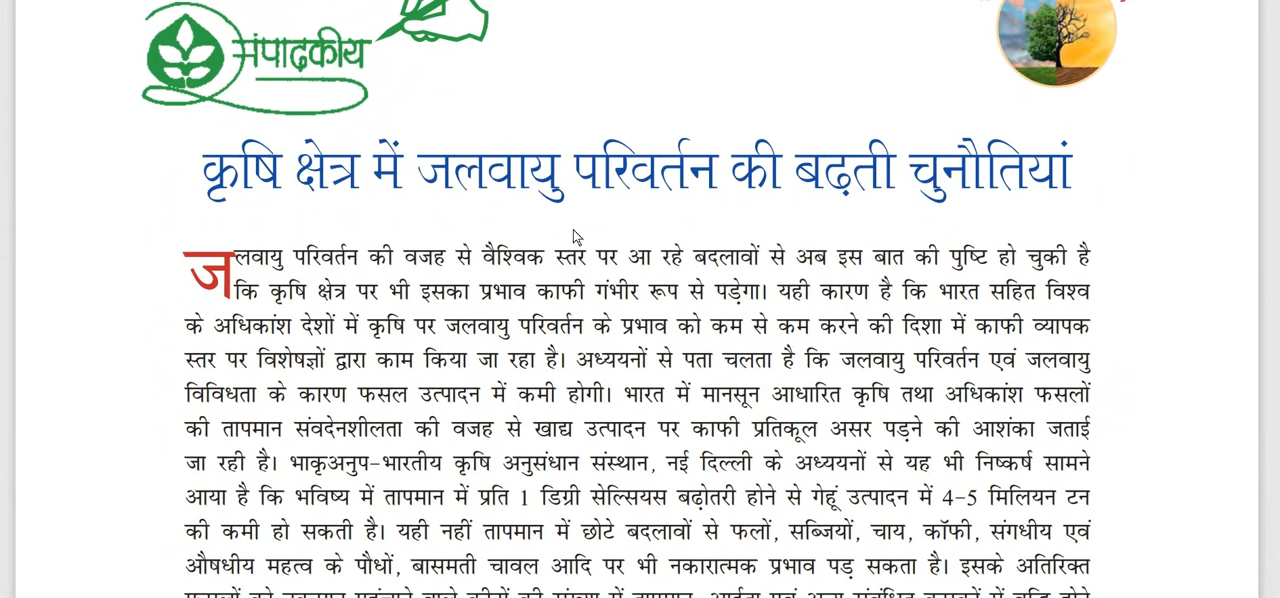 संपादकीय
कृषि क्षेत्र में जलवायु परिवर्तन की बढ़ती चुनौतियां
जलवायु परिवर्तन की वजह से वैश्विक स्तर पर आ रहे बदलावों से अब इस बात की पुष्टि हो चुकी है
कि कृषि क्षेत्र पर भी इसका प्रभाव काफी गंभीर रूप से पड़ेगा। यही कारण है कि भारत सहित विश्व
के अधिकांश देशों में कृषि पर जलवायु परिवर्तन के प्रभाव को कम से कम करने की दिशा में काफी व्यापक
स्तर पर विशेषज्ञों द्वारा काम किया जा रहा है। अध्ययनों से पता चलता है कि जलवायु परिवर्तन एवं जलवायु
विविधता के कारण फसल उत्पादन में कमी होगी। भारत में मानसून आधारित कृषि तथा अधिकांश फसलों
की तापमान संवदेनशीलता की वजह से खाद्य उत्पादन पर काफी प्रतिकूल असर पड़ने की आशंका जताई
जा रही है। भाकृअनुप-भारतीय कृषि अनुसंधान संस्थान, नई दिल्ली के अध्ययनों से यह भी निष्कर्ष सामने
आया है कि भविष्य में तापमान में प्रति 1 डिग्री सेल्सियस बढ़ोतरी होने से गेहूं उत्पादन में 4-5 मिलियन टन
की कमी हो सकती है। यही नहीं तापमान में छोटे बदलावों से फलों, सब्जियों, चाय, कॉफी, संगधीय एवं
औषधीय महत्व के पौधों, बासमती चावल आदि पर भी नकारात्मक प्रभाव पड़ सकता है। इसके अतिरिक्त